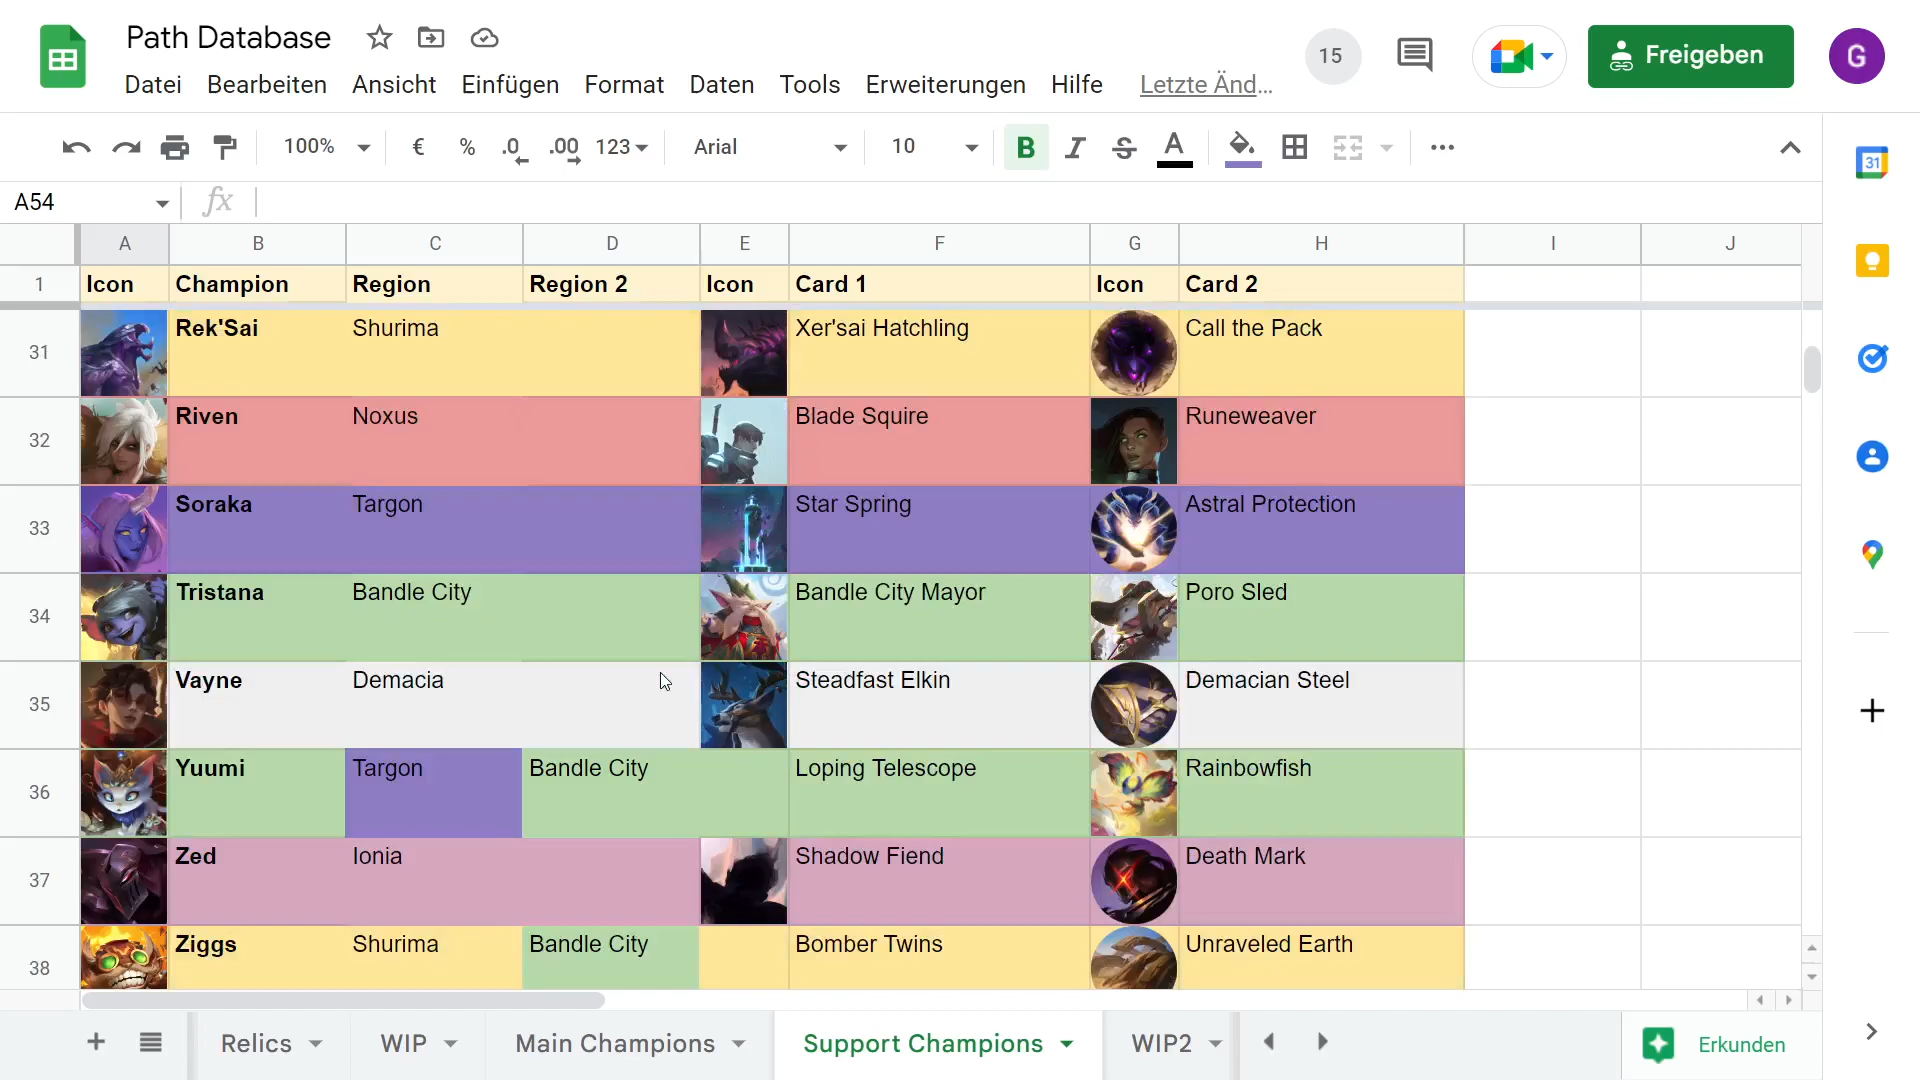 Path Database
15
Freigeben
G
Datei Bearbeiten Ansicht Einfügen Format Daten Tools Erweiterungen Hilfe Letzte Änd...
100% € % .0 .00 123 Arial 10 B I S A
31
A54 fx
A B C D E F G H I J
1 Icon Champion Region Region 2 Icon Card 1 Icon Card 2
31 Rek'Sai Shurima Xer'sai Hatchling Call the Pack
32 Riven Noxus Blade Squire Runeweaver
33 Soraka Targon Star Spring Astral Protection
34 Tristana Bandle City Bandle City Mayor Poro Sled
35 Vayne Demacia Steadfast Elkin Demacian Steel
36 Yuumi Targon Bandle City Loping Telescope Rainbowfish
37 Zed Ionia Shadow Fiend Death Mark
38 Ziggs Shurima Bandle City Bomber Twins Unraveled Earth
Relics WIP Main Champions Support Champions WIP2 Erkunden